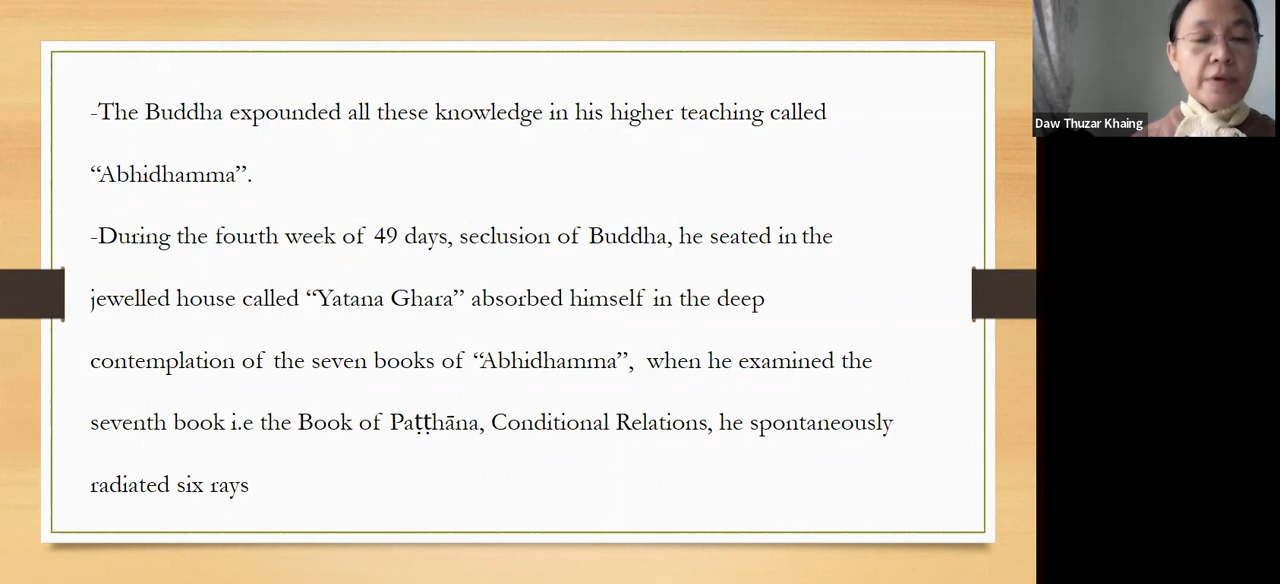 -The Buddha expounded all these knowledge in his higher teaching called
“Abhidhamma”.
-During the fourth week of 49 days, seclusion of Buddha, he seated in the
jewelled house called “Yatana Ghara” absorbed himself in the deep
contemplation of the seven books of “Abhidhamma”, when he examined the
seventh book i.e the Book of Paṭṭhāna, Conditional Relations, he spontaneously
radiated six rays
Daw Thuzar Khaing